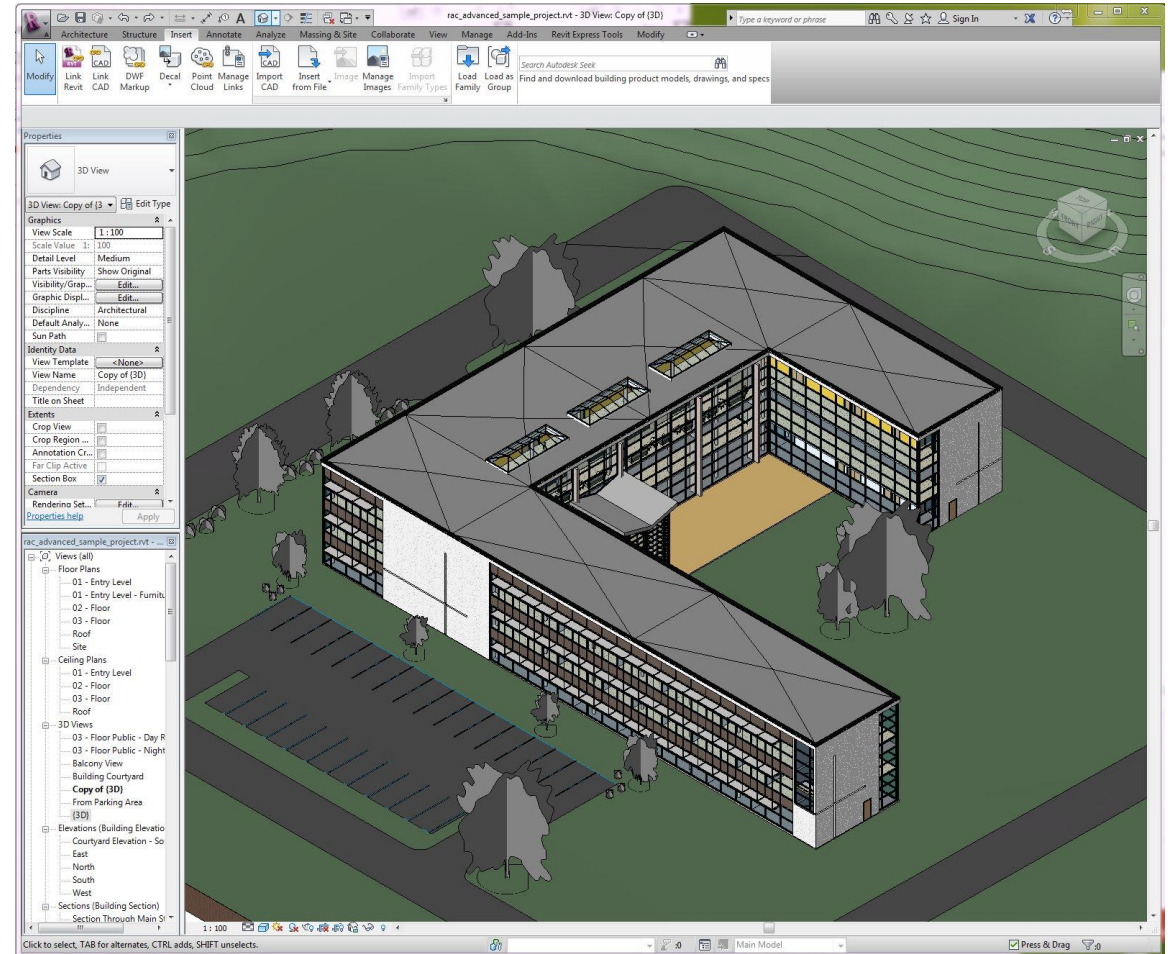 rac_advanced_sample_project.rvt - 3D View: Copy of {3D}
Type a keyword or phrase
Sign In
Architecture Structure Insert Annotate Analyze Massing & Site Collaborate View Manage Add-Ins Revit Express Tools Modify
Modify
Link Revit
Link CAD
DWF Markup
Decal
Point Cloud
Manage Links
Import CAD
Insert from File
Image
Manage Images
Import Family Types
Load Family
Load as Group
Search Autodesk Seek
Find and download building product models, drawings, and specs
Properties
3D View
3D View: Copy of {3
Edit Type
Graphics
View Scale 1 : 100
Scale Value 1: 100
Detail Level Medium
Parts Visibility Show Original
Visibility/Grap... Edit...
Graphic Displ... Edit...
Discipline Architectural
Default Analy... None
Sun Path
Identity Data
View Template <None>
View Name Copy of {3D}
Dependency Independent
Title on Sheet
Extents
Crop View
Crop Region ...
Annotation Cr...
Far Clip Active
Section Box
Camera
Rendering Set... Edit...
Properties help Apply
rac_advanced_sample_project.rvt - ...
Views (all)
Floor Plans
01 - Entry Level
01 - Entry Level - Furnitu
02 - Floor
03 - Floor
Roof
Site
Ceiling Plans
01 - Entry Level
02 - Floor
03 - Floor
Roof
3D Views
03 - Floor Public - Day R
03 - Floor Public - Night
Balcony View
Building Courtyard
Copy of {3D}
From Parking Area
{3D}
Elevations (Building Elevatio
Courtyard Elevation - So
East
North
South
West
Sections (Building Section)
Section Through Main St
TOP
FRONT RIGHT
1 : 100
Click to select, TAB for alternates, CTRL adds, SHIFT unselects.
:0
Main Model
Press & Drag
:0